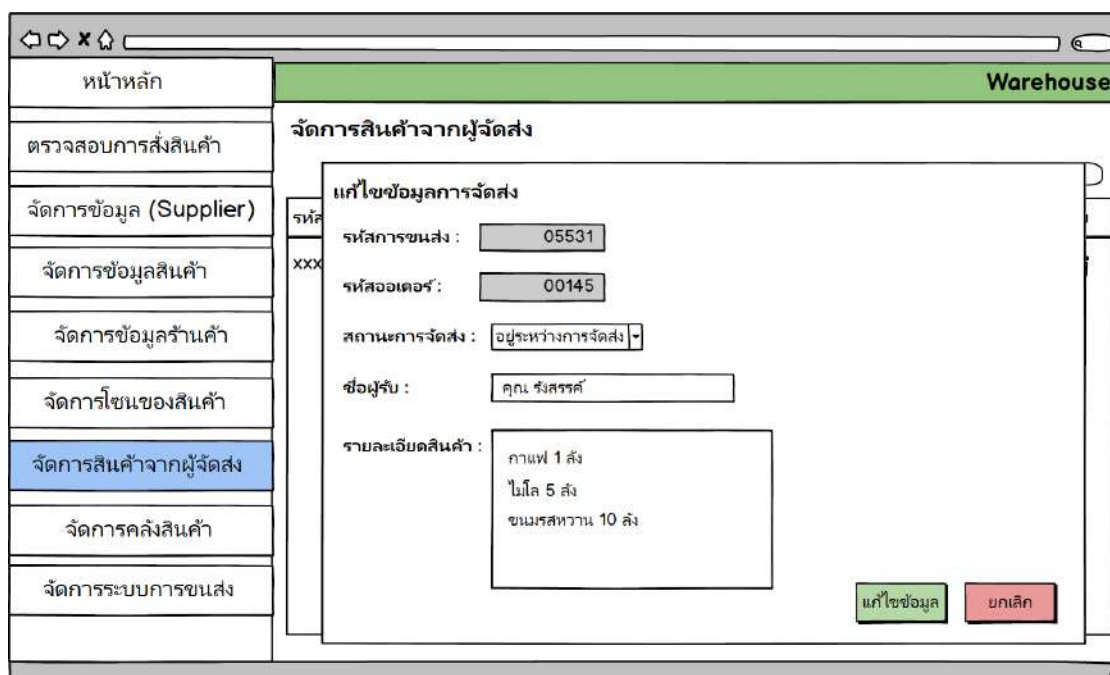 หน้าหลัก
Warehouse
ตรวจสอบการสั่งสินค้า
จัดการข้อมูล (Supplier)
จัดการข้อมูลสินค้า
จัดการข้อมูลร้านค้า
จัดการโซนของสินค้า
จัดการสินค้าจากผู้จัดส่ง
จัดการคลังสินค้า
จัดการระบบการขนส่ง
จัดการสินค้าจากผู้จัดส่ง
รหัส
xxx
แก้ไขข้อมูลการจัดส่ง
รหัสการขนส่ง : 05531
รหัสออเดอร์ : 00145
สถานะการจัดส่ง : อยู่ระหว่างการจัดส่ง
ชื่อผู้รับ : คุณ รังสรรค์
รายละเอียดสินค้า :
กาแฟ 1 ลัง
ไมโล 5 ลัง
ขนมรสหวาน 10 ลัง
แก้ไขข้อมูล ยกเลิก